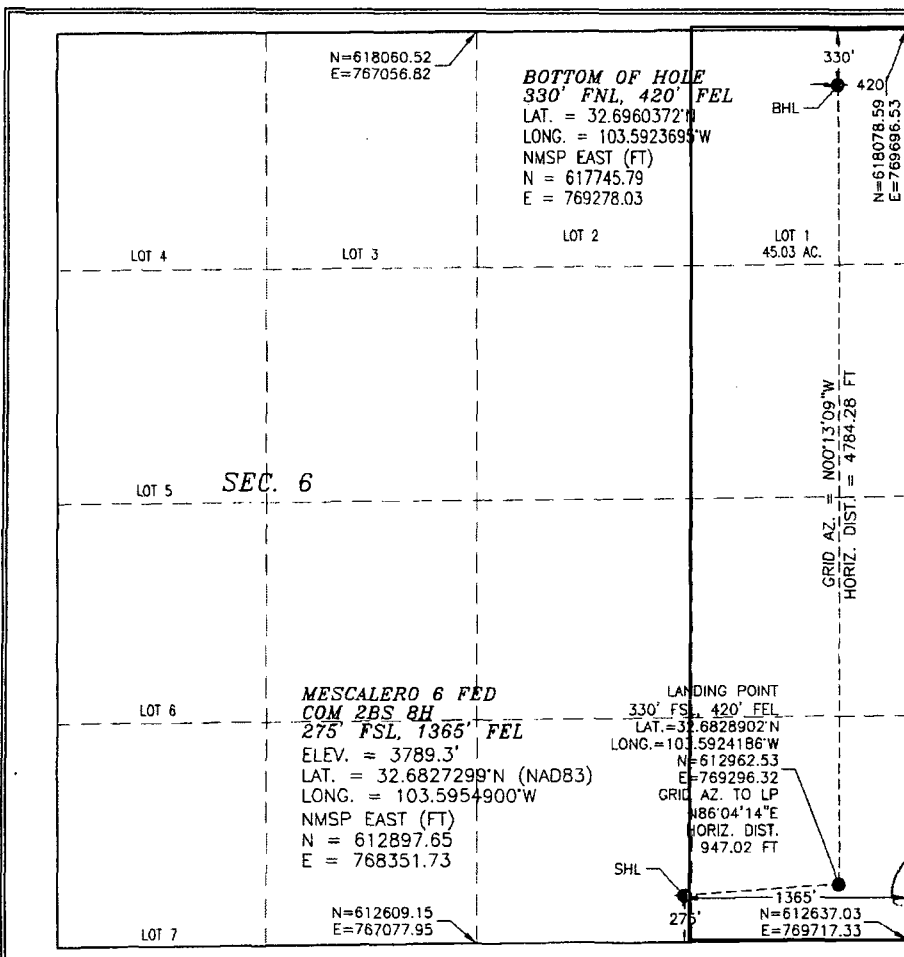 N=618060.52
E=767056.82
BOTTOM OF HOLE
330' FNL, 420' FEL
LAT. = 32.6960372°N
LONG. = 103.5923695°W
NMSP EAST (FT)
N = 617745.79
E = 769278.03
330'
420'
BHL
N=618078.59
E=769696.53
LOT 4
LOT 3
LOT 2
LOT 1
45.03 AC.
GRID AZ. = N00°13'09"W
HORIZ. DIST. = 4784.28 FT
LOT 5
SEC. 6
LOT 6
MESCALERO 6 FED
COM 2BS 8H
275' FSL, 1365' FEL
ELEV. = 3789.3'
LAT. = 32.6827299°N (NAD83)
LONG. = 103.5954900°W
NMSP EAST (FT)
N = 612897.65
E = 768351.73
LANDING POINT
330' FSL, 420' FEL
LAT.=32.6828902°N
LONG.=103.5924186°W
N=612962.53
E=769296.32
GRID AZ. TO LP
N86°04'14"E
HORIZ. DIST.
947.02 FT
SHL
1365'
275'
N=612609.15
E=767077.95
N=612637.03
E=769717.33
LOT 7